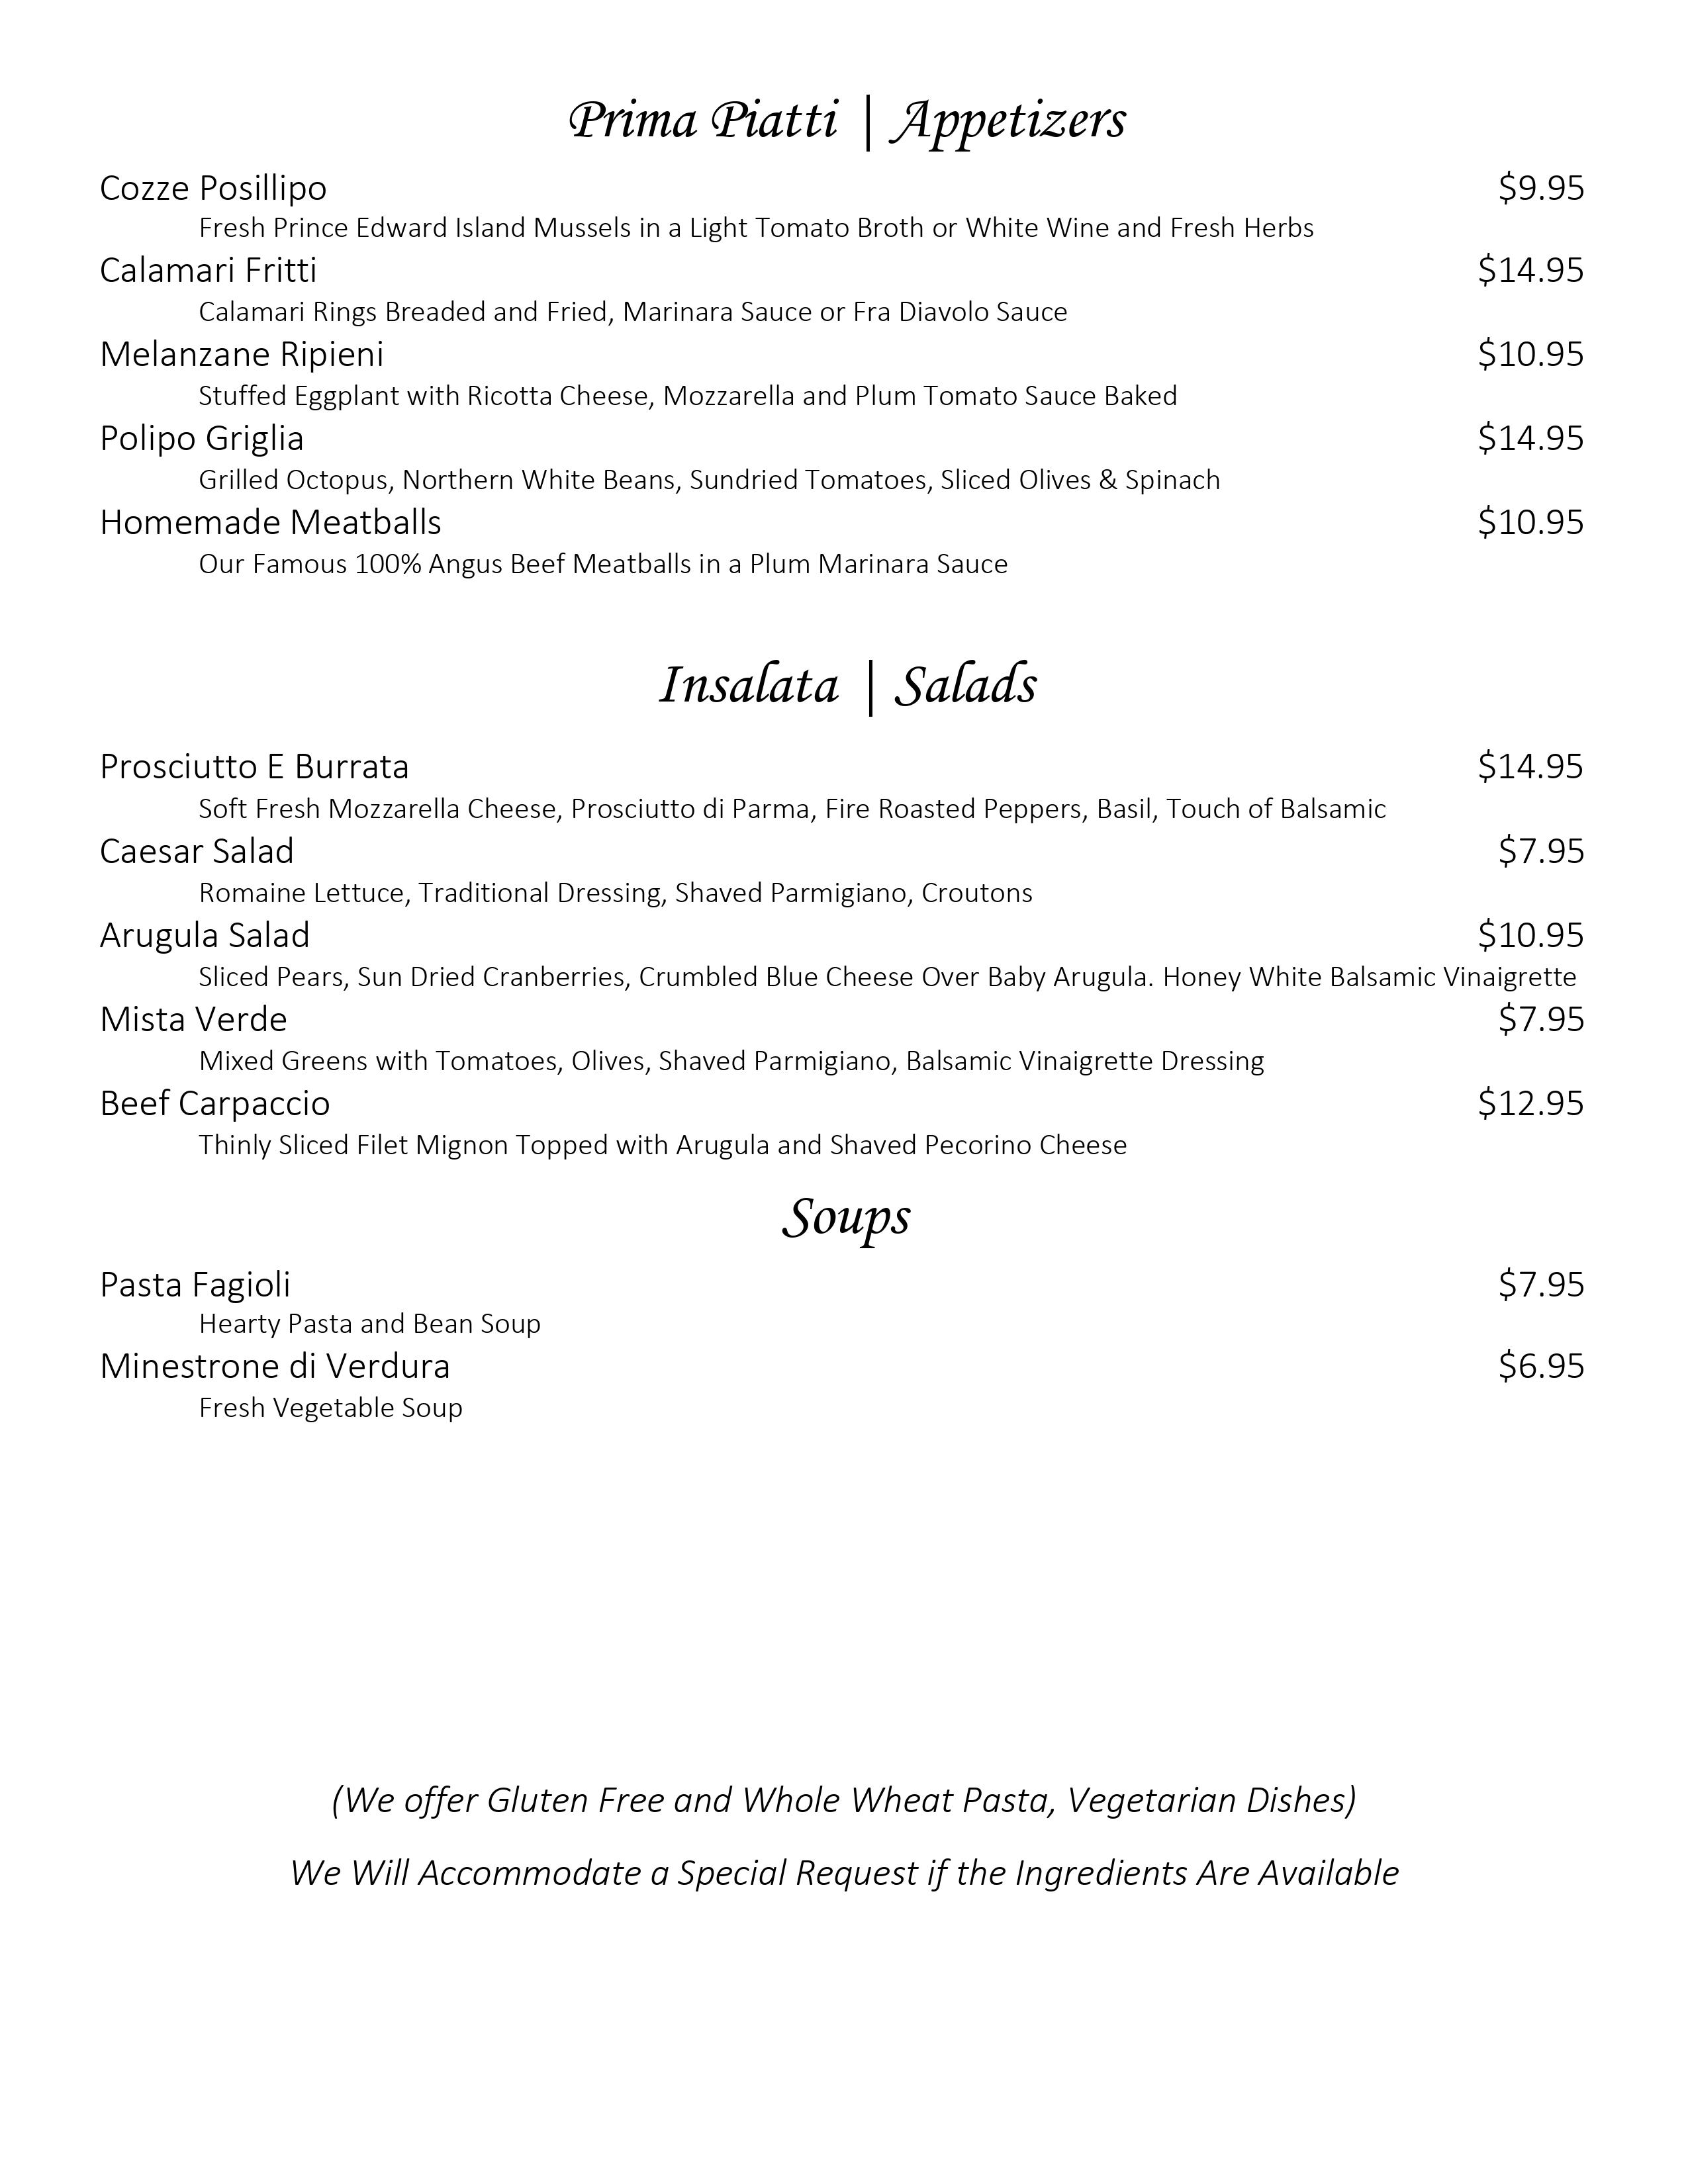 Prima Piatti | Appetizers
Cozze Posillipo $9.95
Fresh Prince Edward Island Mussels in a Light Tomato Broth or White Wine and Fresh Herbs
Calamari Fritti $14.95
Calamari Rings Breaded and Fried, Marinara Sauce or Fra Diavolo Sauce
Melanzane Ripieni $10.95
Stuffed Eggplant with Ricotta Cheese, Mozzarella and Plum Tomato Sauce Baked
Polipo Griglia $14.95
Grilled Octopus, Northern White Beans, Sundried Tomatoes, Sliced Olives & Spinach
Homemade Meatballs $10.95
Our Famous 100% Angus Beef Meatballs in a Plum Marinara Sauce
Insalata | Salads
Prosciutto E Burrata $14.95
Soft Fresh Mozzarella Cheese, Prosciutto di Parma, Fire Roasted Peppers, Basil, Touch of Balsamic
Caesar Salad $7.95
Romaine Lettuce, Traditional Dressing, Shaved Parmigiano, Croutons
Arugula Salad $10.95
Sliced Pears, Sun Dried Cranberries, Crumbled Blue Cheese Over Baby Arugula. Honey White Balsamic Vinaigrette
Mista Verde $7.95
Mixed Greens with Tomatoes, Olives, Shaved Parmigiano, Balsamic Vinaigrette Dressing
Beef Carpaccio $12.95
Thinly Sliced Filet Mignon Topped with Arugula and Shaved Pecorino Cheese
Soups
Pasta Fagioli $7.95
Hearty Pasta and Bean Soup
Minestrone di Verdura $6.95
Fresh Vegetable Soup
(We offer Gluten Free and Whole Wheat Pasta, Vegetarian Dishes)
We Will Accommodate a Special Request if the Ingredients Are Available